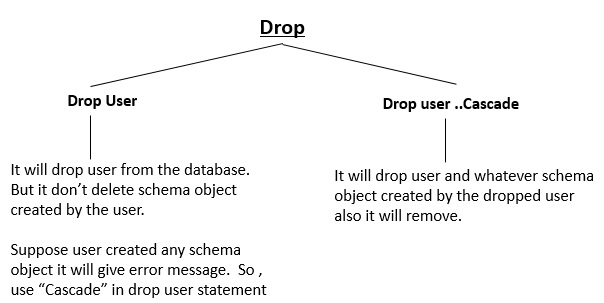 Drop
Drop User
Drop user ..Cascade
It will drop user from the database.
But it don't delete schema object
created by the user.
Suppose user created any schema
object it will give error message.  So ,
use “Cascade” in drop user statement
It will drop user and whatever schema
object created by the dropped user
also it will remove.